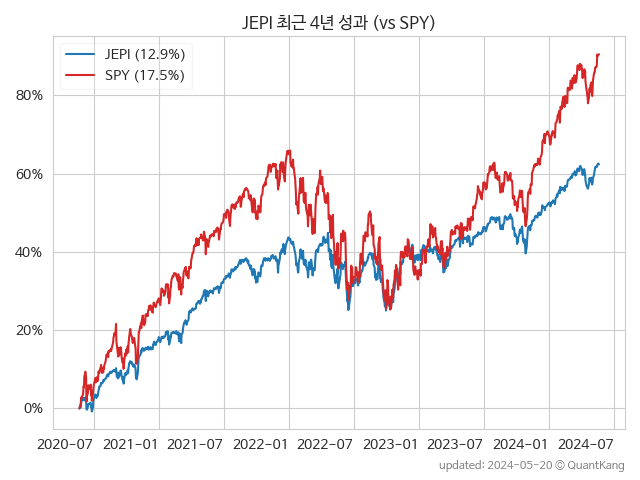 JEPI 최근 4년 성과 (vs SPY)
JEPI (12.9%)
SPY (17.5%)
80%
60%
40%
20%
0%
2020-07 2021-01 2021-07 2022-01 2022-07 2023-01 2023-07 2024-01 2024-07
updated: 2024-05-20 © QuantKang